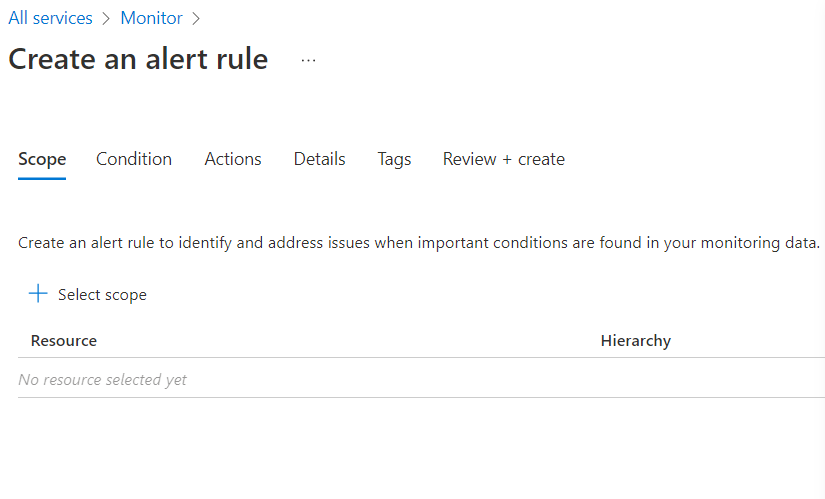 All services > Monitor >
Create an alert rule ...
Scope Condition Actions Details Tags Review + create
Create an alert rule to identify and address issues when important conditions are found in your monitoring data.
+ Select scope
Resource Hierarchy
No resource selected yet